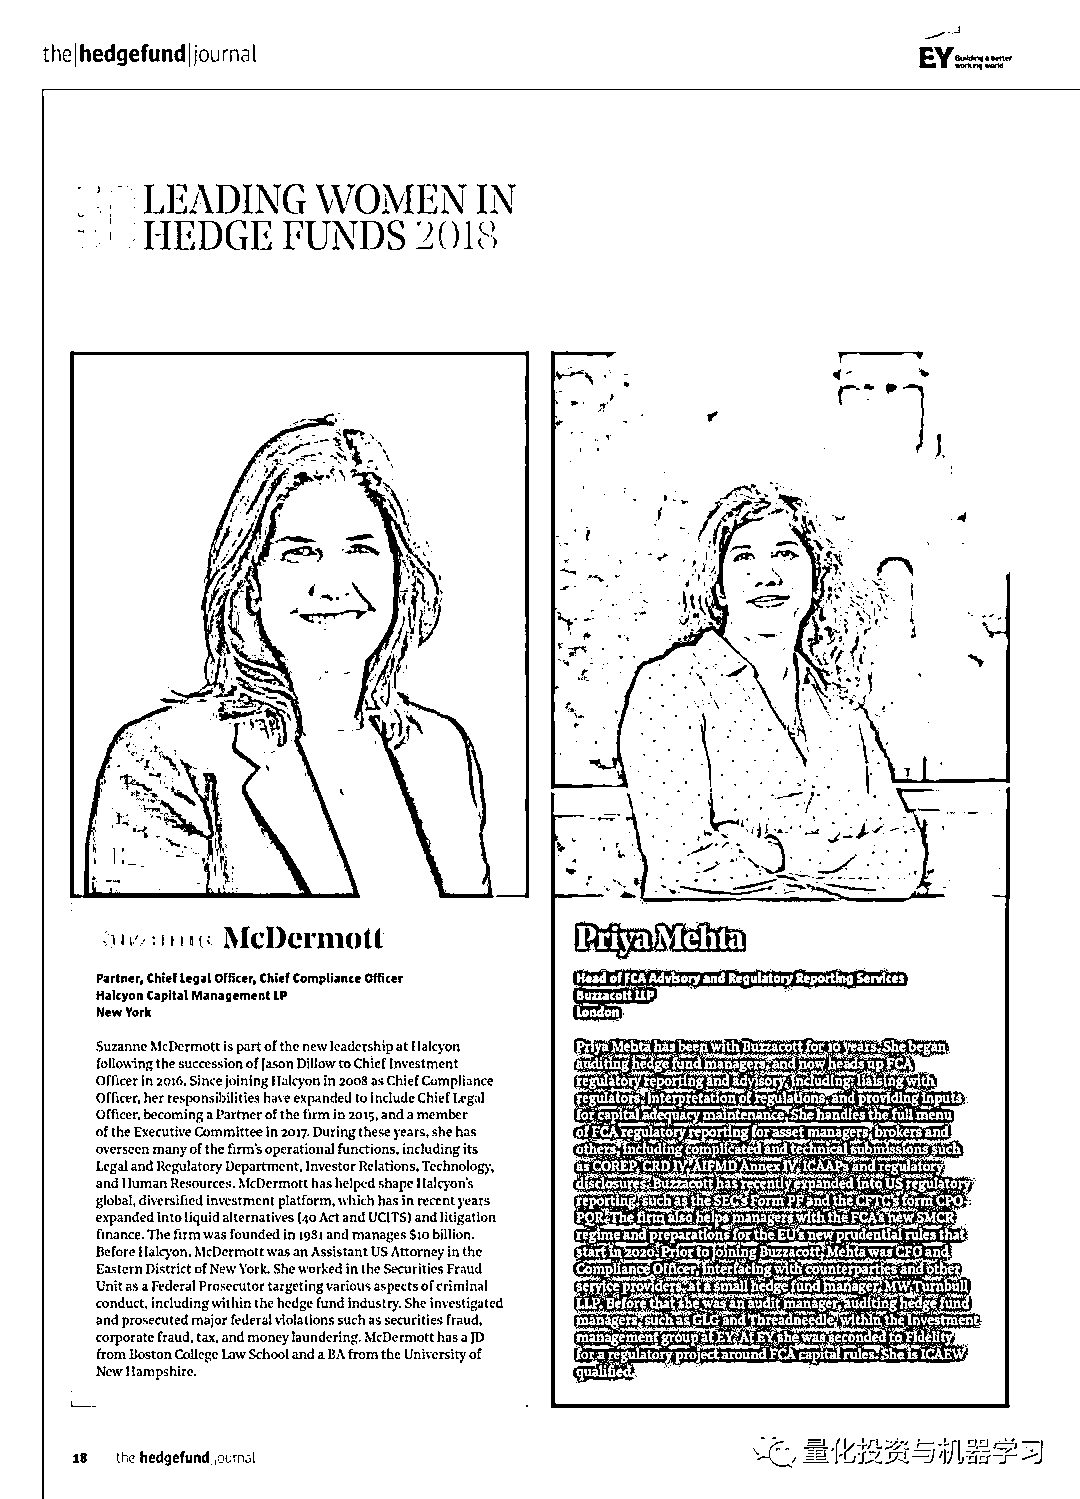 the|hedgefund|journal
EY Building a better
working world
LEADING WOMEN IN
HEDGE FUNDS 2018
McDermott
Partner, Chief Legal Officer, Chief Compliance Officer
Halcyon Capital Management LP
New York
Suzanne McDermott is part of the new leadership at Halcyon
following the succession of Jason Dillow to Chief Investment
Officer in 2016. Since joining Halcyon in 2008 as Chief Compliance
Officer, her responsibilities have expanded to include Chief Legal
Officer, becoming a Partner of the firm in 2015, and a member
of the Executive Committee in 2017. During these years, she has
overseen many of the firm's operational functions, including its
Legal and Regulatory Department, Investor Relations, Technology,
and Human Resources. McDermott has helped shape Halcyon's
global, diversified investment platform, which has in recent years
expanded into liquid alternatives (40 Act and UCITS) and litigation
finance. The firm was founded in 1981 and manages $10 billion.
Before Halcyon, McDermott was an Assistant US Attorney in the
Eastern District of New York. She worked in the Securities Fraud
Unit as a Federal Prosecutor targeting various aspects of criminal
conduct, including within the hedge fund industry. She investigated
and prosecuted major federal violations such as securities fraud,
corporate fraud, tax, and money laundering. McDermott has a JD
from Boston College Law School and a BA from the University of
New Hampshire.
Priya Mehta
Head of FCA Advisory and Regulatory Reporting Services
Buzzacott LLP
London
Priya Mehta has been with Buzzacott for 10 years. She began
auditing hedge fund managers, and now heads up FCA
regulatory reporting and advisory, including: liaising with
regulators, interpretation of regulations, and providing inputs
for capital adequacy maintenance. She handles the full menu
of FCA regulatory reporting for asset managers, brokers and
others, including complicated and technical submissions such
as COREP, CRD IV, AIFMD Annex IV, ICAAPs and regulatory
disclosures. Buzzacott has recently expanded into US regulatory
reporting, such as the SEC's Form PF and the CFTC's form CPO-
PQR. The firm also helps managers with the FCA's new SMCR
regime and preparations for the EU's new prudential rules that
start in 2020. Prior to joining Buzzacott, Mehta was CFO and
Compliance Officer, interfacing with counterparties and other
service providers, at a small hedge fund manager, MW Turnbull
LLP. Before that she was an audit manager, auditing hedge fund
managers, such as GLG and Threadneedle, within the investment
management group at EY. At EY, she was seconded to Fidelity
for a regulatory project around FCA capital rules. She is ICAEW
qualified.
18 the hedgefund journal
量化投资与机器学习